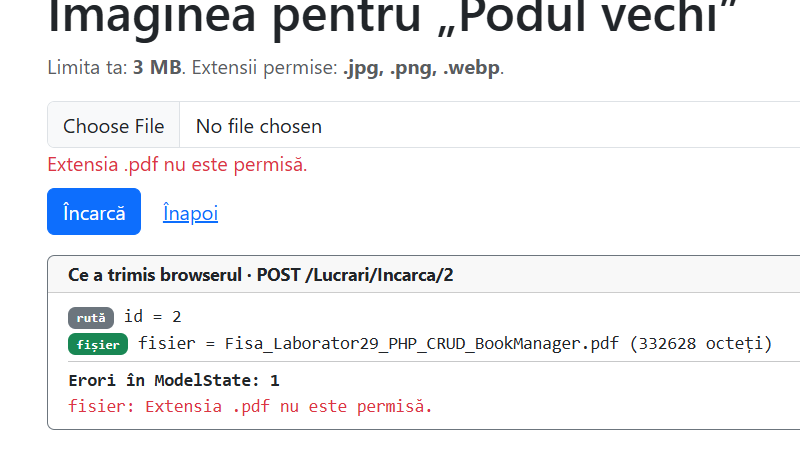 Imaginea pentru „Podul vechi”
Limita ta: 3 MB. Extensii permise: .jpg, .png, .webp.
Choose File No file chosen
Extensia .pdf nu este permisă.
Încarcă Înapoi
Ce a trimis browserul · POST /Lucrari/Incarca/2
rută id = 2
fișier fisier = Fisa_Laborator29_PHP_CRUD_BookManager.pdf (332628 octeți)
Erori în ModelState: 1
fisier: Extensia .pdf nu este permisă.